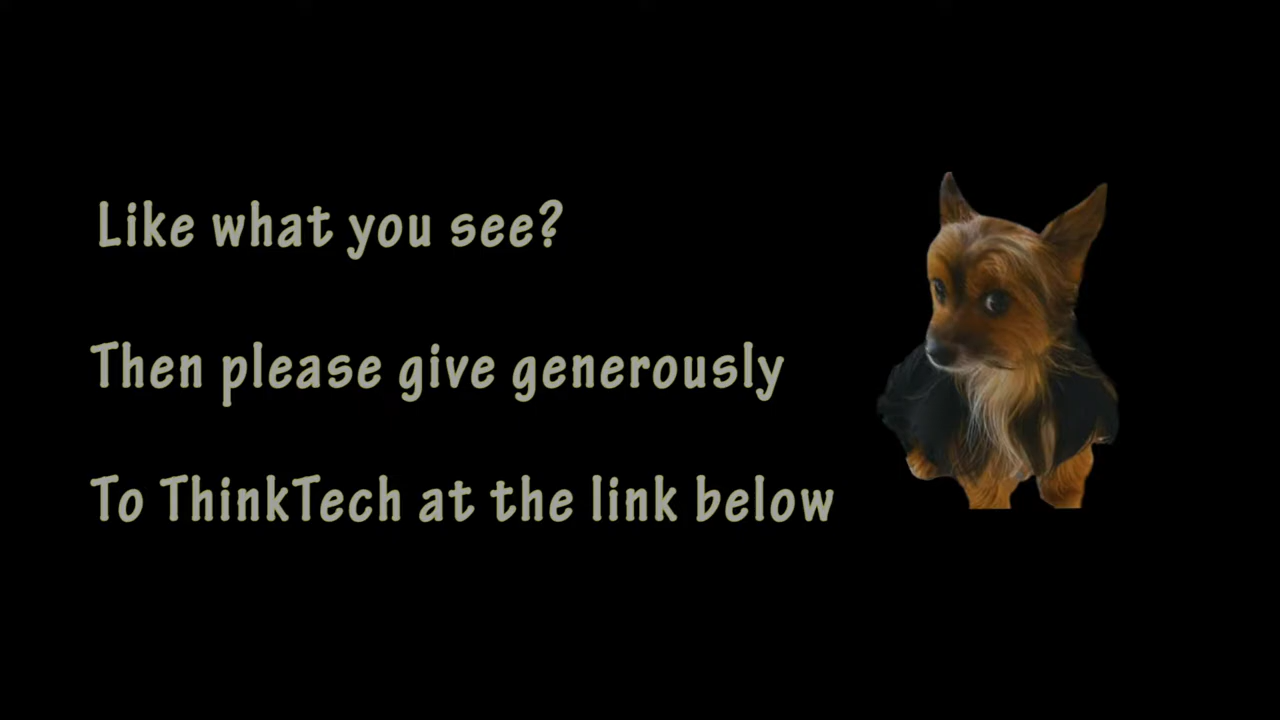 Like what you see?
Then please give generously
To ThinkTech at the link below